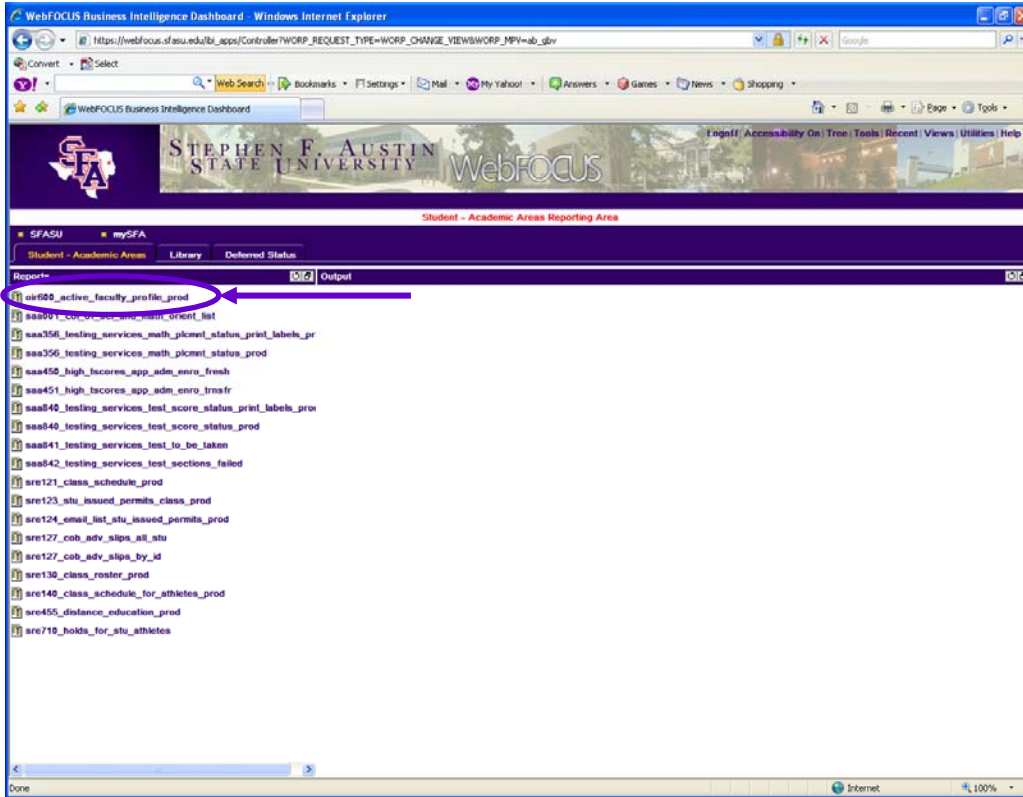 WebFOCUS Business Intelligence Dashboard - Windows Internet Explorer
https://webfocus.sfasu.edu/ibi_apps/Controller?WORP_REQUEST_TYPE=WORP_CHANGE_VIEW&WORP_MPV=ab_gbv
Google
Convert Select
Web Search Bookmarks Settings Mail My Yahoo! Answers Games News Shopping
WebFOCUS Business Intelligence Dashboard Page Tools
Logoff Accessibility On Tree Tools Recent Views Utilities Help
SFA
STEPHEN F. AUSTIN
STATE UNIVERSITY
WebFOCUS
Student - Academic Areas Reporting Area
SFASU mySFA
Student - Academic Areas Library Deferred Status
Reports Output
oir600_active_faculty_profile_prod
saa001_col_of_sci_and_math_orient_list
saa356_testing_services_math_plcmnt_status_print_labels_pr
saa356_testing_services_math_plcmnt_status_prod
saa450_high_tscores_app_adm_enro_fresh
saa451_high_tscores_app_adm_enro_trnsfr
saa840_testing_services_test_score_status_print_labels_pro
saa840_testing_services_test_score_status_prod
saa841_testing_services_test_to_be_taken
saa842_testing_services_test_sections_failed
sre121_class_schedule_prod
sre123_stu_issued_permits_class_prod
sre124_email_list_stu_issued_permits_prod
sre127_cob_adv_slips_all_stu
sre127_cob_adv_slips_by_id
sre130_class_roster_prod
sre140_class_schedule_for_athletes_prod
sre455_distance_education_prod
sre710_holds_for_stu_athletes
Done Internet 100%